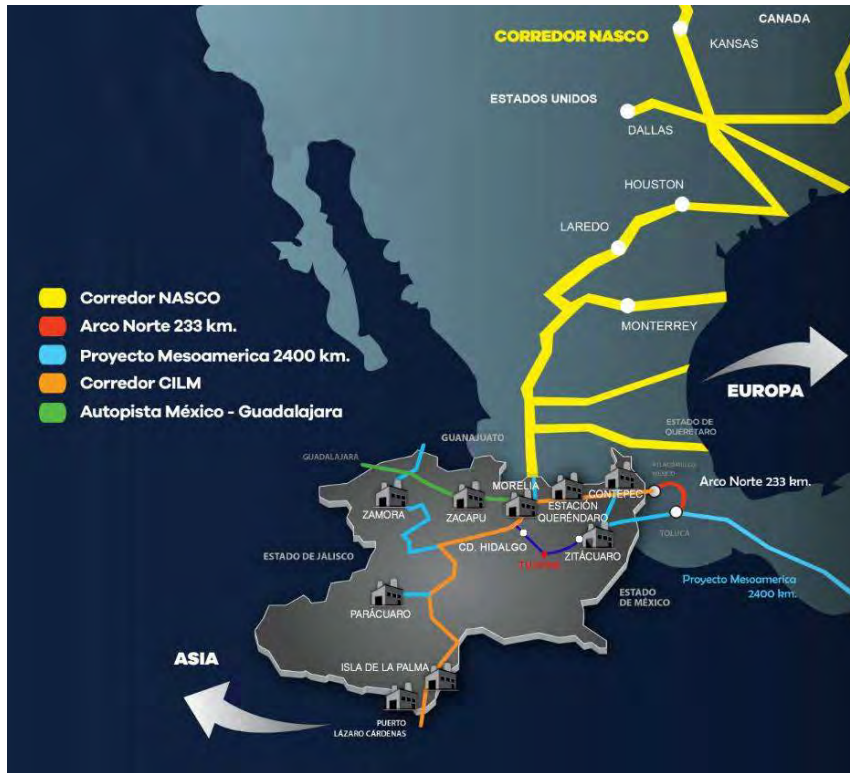 CANADA
CORREDOR NASCO
KANSAS
ESTADOS UNIDOS
DALLAS
HOUSTON
LAREDO
MONTERREY
Corredor NASCO
Arco Norte 233 km.
Proyecto Mesoamerica 2400 km.
Corredor CILM
Autopista México - Guadalajara
EUROPA
ESTADO DE
QUERÉTARO
GUANAJUATO
GUADALAJARA
MORELIA
Arco Norte 233 km.
CONTEPEC
ZAMORA
ZACAPU
ESTACIÓN
QUERÉNDARO
TOLUCA
CD. HIDALGO
ZITÁCUARO
ESTADO DE JALISCO
Proyecto Mesoamerica
2400 km.
ESTADO
DE MÉXICO
PARÁCUARO
ASIA
ISLA DE LA PALMA
PUERTO
LÁZARO CÁRDENAS